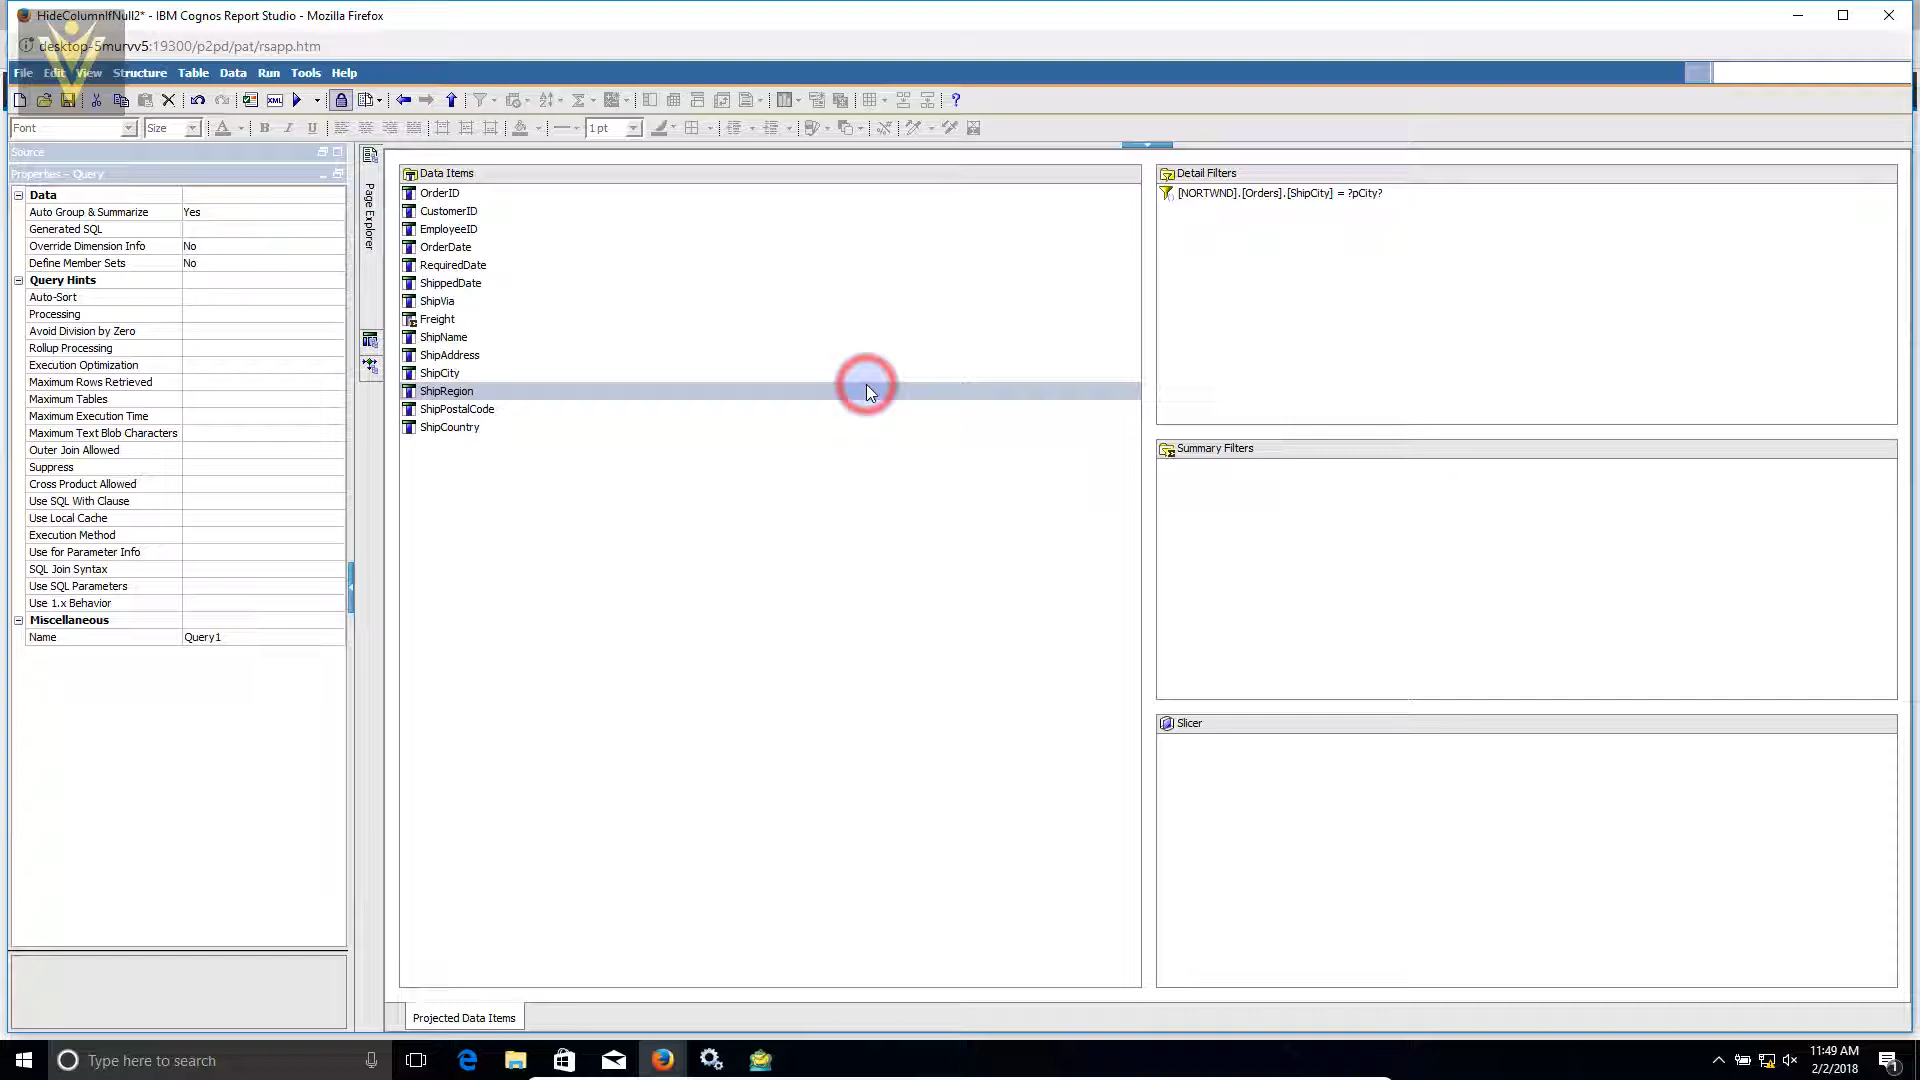 HideColumnIfNull2* - IBM Cognos Report Studio - Mozilla Firefox
desktop-5murvv5:19300/p2pd/pat/rsapp.htm
File Edit View Structure Table Data Run Tools Help
XML
Font Size 1pt
Source
Properties - Query
Data
Auto Group & Summarize Yes
Generated SQL
Override Dimension Info No
Define Member Sets No
Query Hints
Auto-Sort
Processing
Avoid Division by Zero
Rollup Processing
Execution Optimization
Maximum Rows Retrieved
Maximum Tables
Maximum Execution Time
Maximum Text Blob Characters
Outer Join Allowed
Suppress
Cross Product Allowed
Use SQL With Clause
Use Local Cache
Execution Method
Use for Parameter Info
SQL Join Syntax
Use SQL Parameters
Use 1.x Behavior
Miscellaneous
Name Query1
Page Explorer
Data Items
OrderID
CustomerID
EmployeeID
OrderDate
RequiredDate
ShippedDate
ShipVia
Freight
ShipName
ShipAddress
ShipCity
ShipRegion
ShipPostalCode
ShipCountry
Projected Data Items
Detail Filters
[NORTWND].[Orders].[ShipCity] = ?pCity?
Summary Filters
Slicer
Type here to search
11:49 AM
2/2/2018